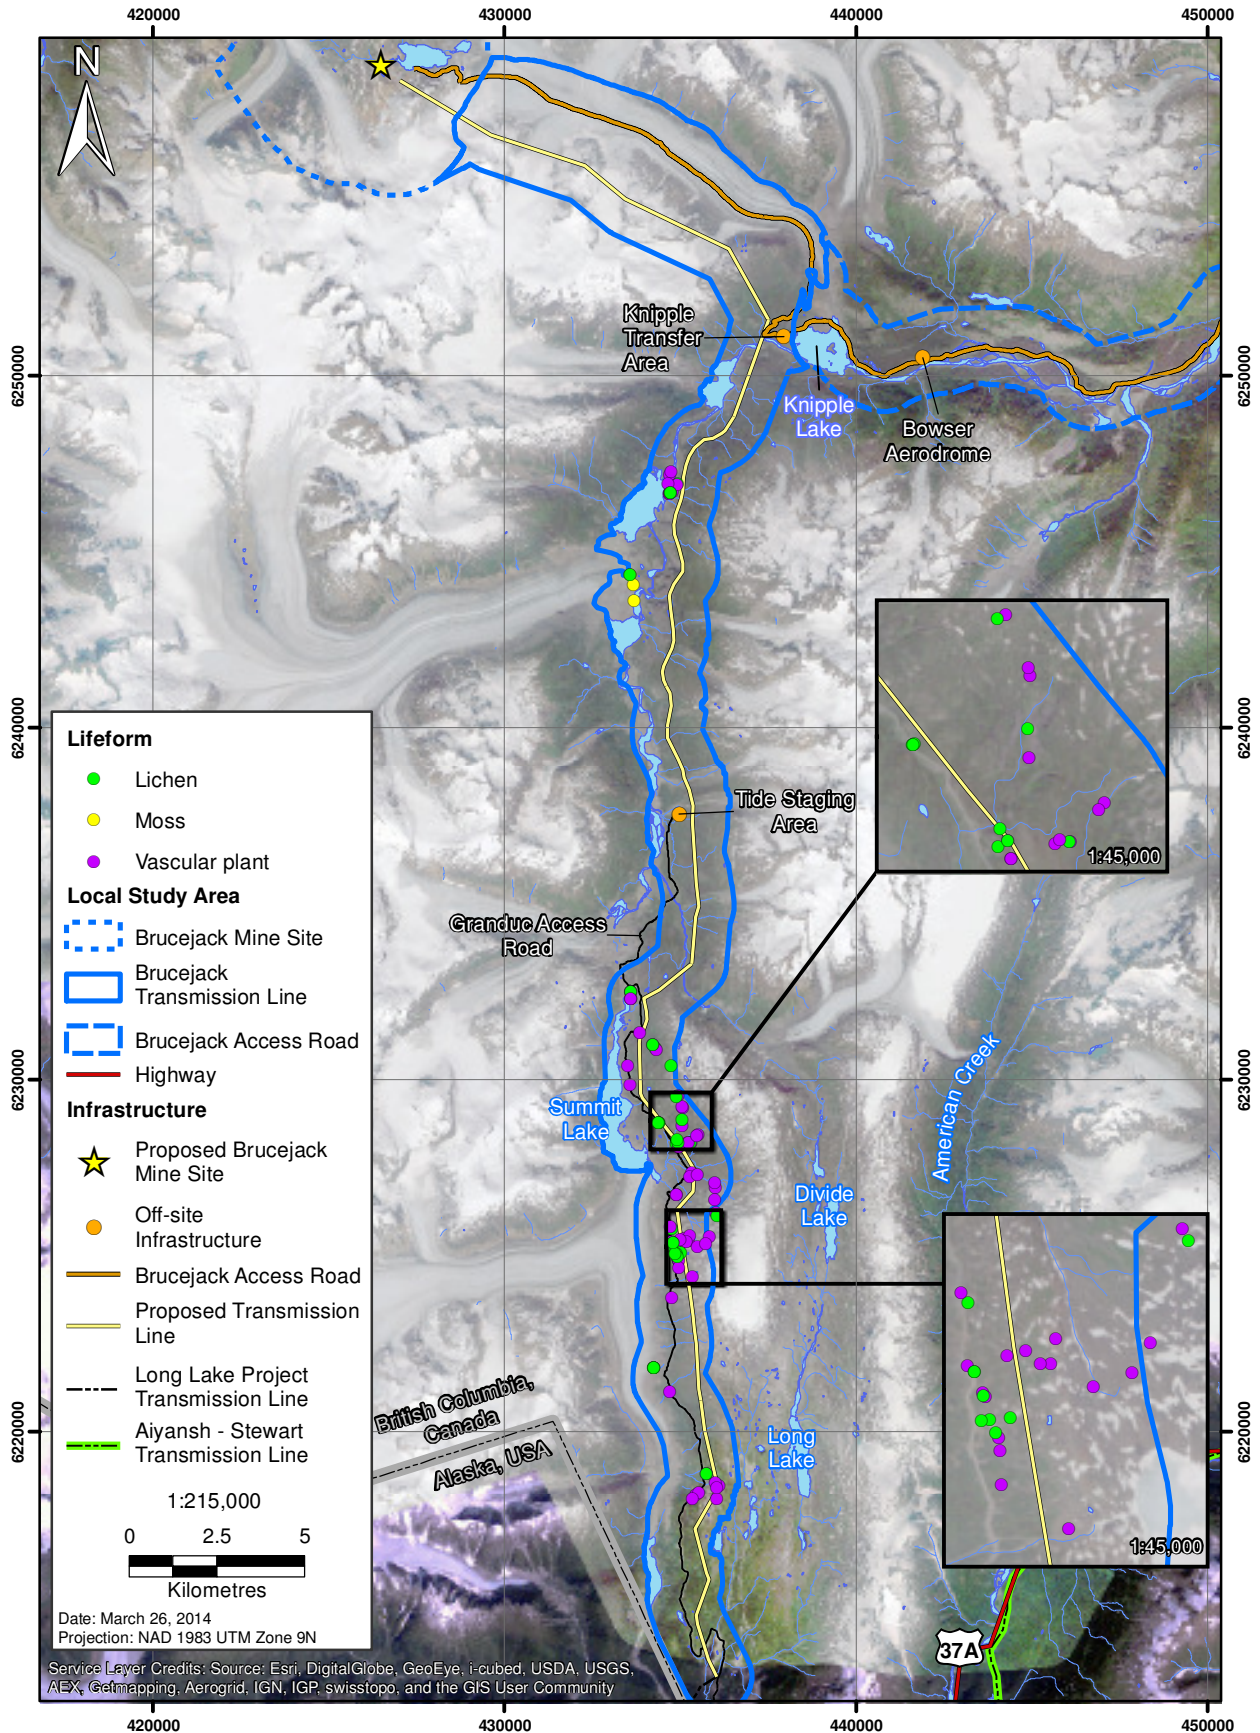 420000
430000
440000
450000
N
6250000
6250000
Knipple
Transfer
Area
Knipple
Lake
Bowser
Aerodrome
6240000
6240000
Lifeform
Lichen
Moss
Vascular plant
Local Study Area
Brucejack Mine Site
Brucejack
Transmission Line
Brucejack Access Road
Highway
Infrastructure
Proposed Brucejack
Mine Site
Off-site
Infrastructure
Brucejack Access Road
Proposed Transmission
Line
Long Lake Project
Transmission Line
Aiyansh - Stewart
Transmission Line
1:215,000
0 2.5 5
Kilometres
Date: March 26, 2014
Projection: NAD 1983 UTM Zone 9N
Tide Staging
Area
1:45,000
Granduc Access
Road
6230000
6230000
American Creek
Summit
Lake
Divide
Lake
British Columbia,
Canada
Alaska, USA
Long
Lake
6220000
6220000
1:45,000
37A
Service Layer Credits: Source: Esri, DigitalGlobe, GeoEye, i-cubed, USDA, USGS,
AEX, Getmapping, Aerogrid, IGN, IGP, swisstopo, and the GIS User Community
420000
430000
440000
450000